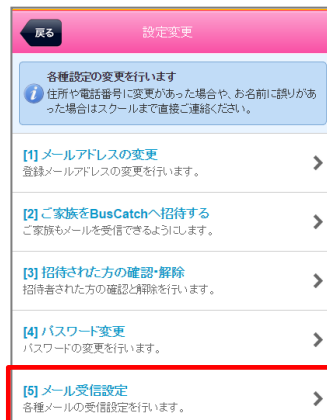 戻る
設定変更
各種設定の変更を行います
住所や電話番号に変更があった場合や、お名前に誤りがあ
った場合はスクールまで直接ご連絡ください。
[1] メールアドレスの変更
登録メールアドレスの変更を行います。
[2] ご家族をBusCatchへ招待する
ご家族もメールを受信できるようにします。
[3] 招待された方の確認・解除
招待者された方の確認と解除を行います。
[4] パスワード変更
パスワードの変更を行います。
[5] メール受信設定
各種メールの受信設定を行います。